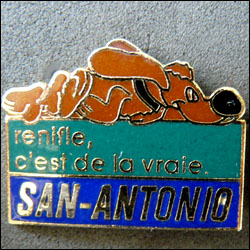 renifle,
c'est de la vraie.
SAN-ANTONIO